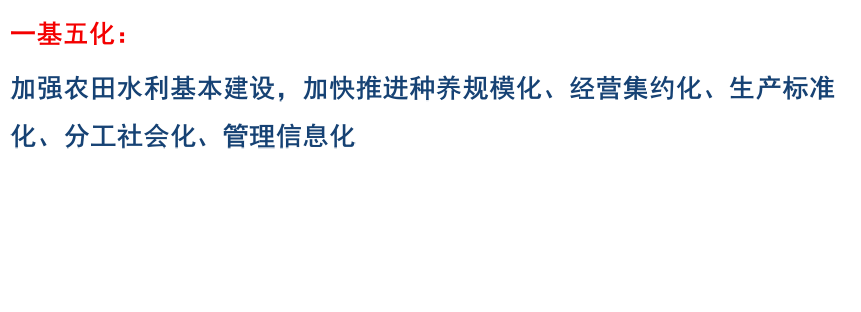 一基五化：
加强农田水利基本建设，加快推进种养规模化、经营集约化、生产标准
化、分工社会化、管理信息化